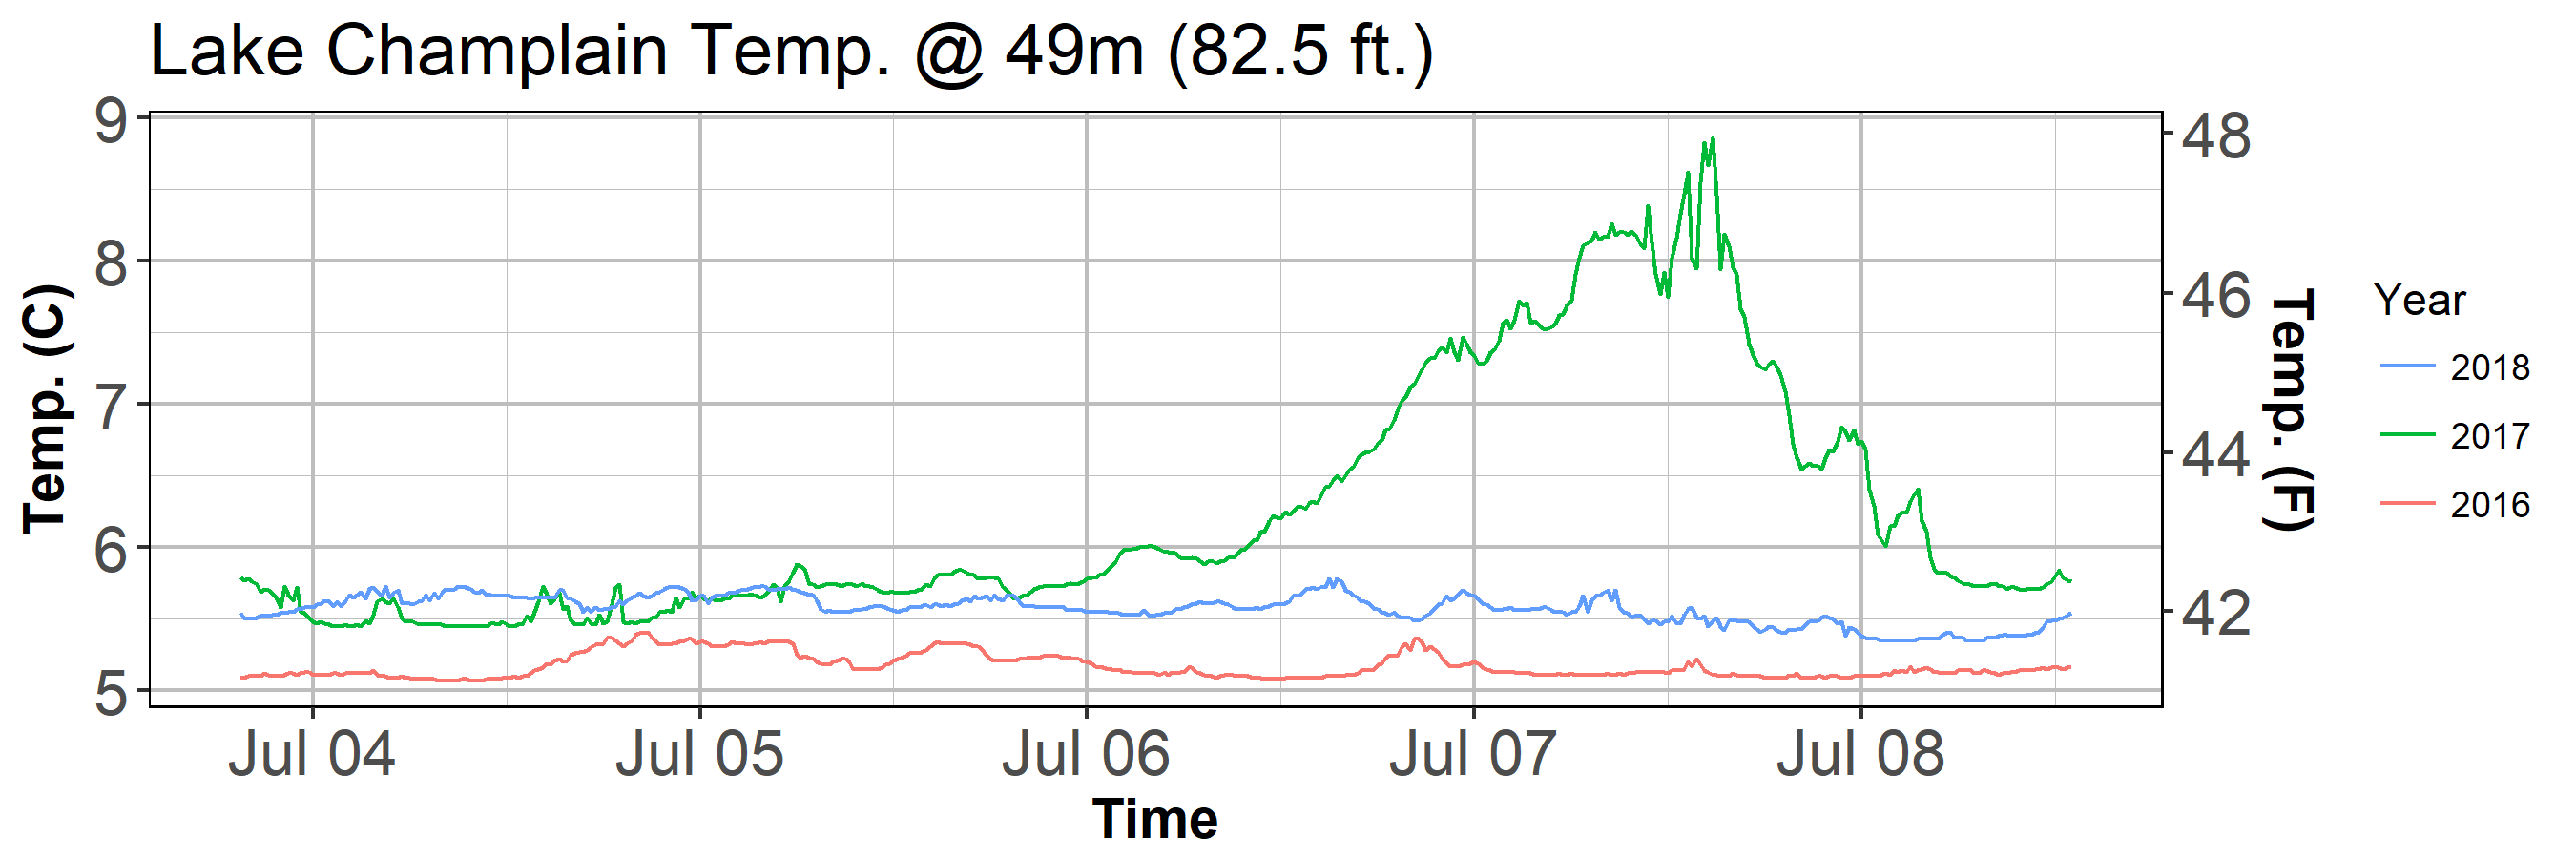 Lake Champlain Temp. @ 49m (82.5 ft.)
9
8
7
6
5
Temp. (C)
48
46
44
42
Temp. (F)
Jul 04
Jul 05
Jul 06
Jul 07
Jul 08
Time
Year
2018
2017
2016